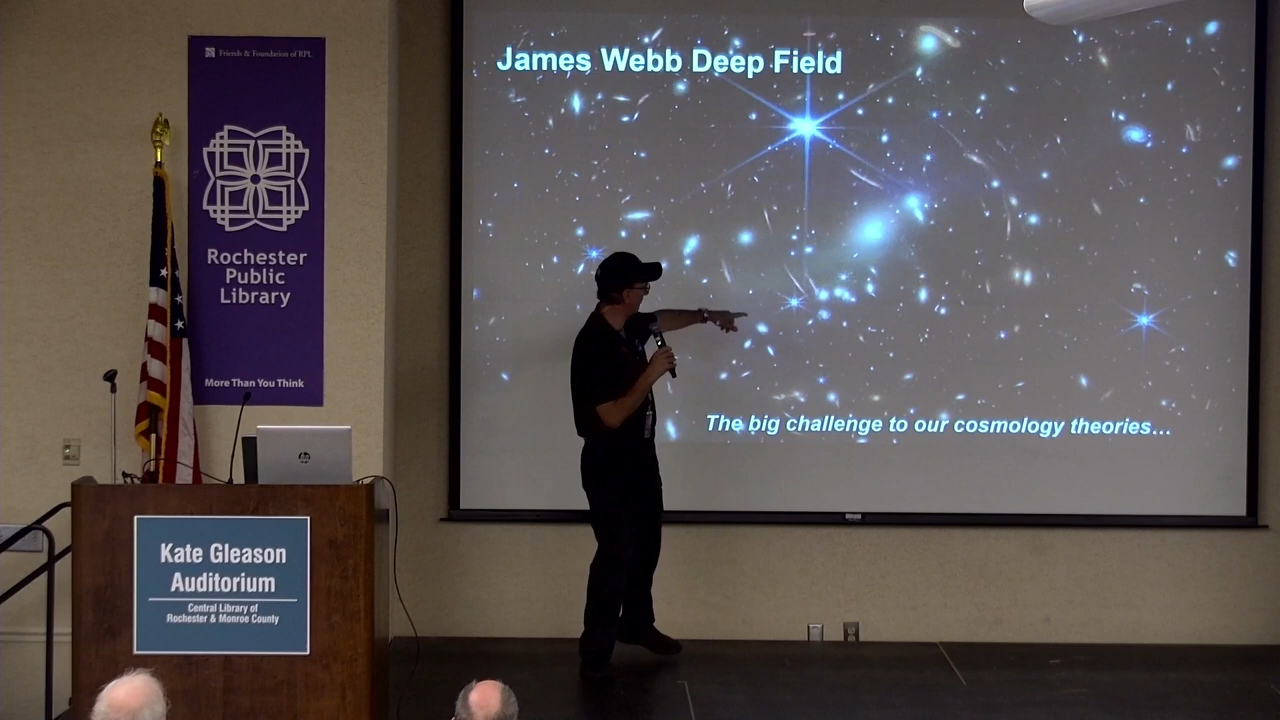 Friends & Foundation of RPL
Rochester
Public
Library
More Than You Think
James Webb Deep Field
The big challenge to our cosmology theories...
hp
Kate Gleason
Auditorium
Central Library of
Rochester & Monroe County